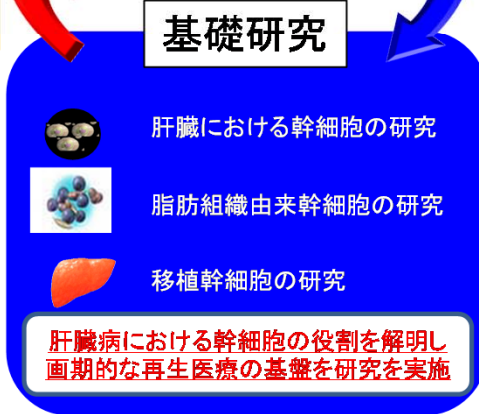 基礎研究
肝臓における幹細胞の研究
脂肪組織由来幹細胞の研究
移植幹細胞の研究
肝臓病における幹細胞の役割を解明し
画期的な再生医療の基盤を研究を実施